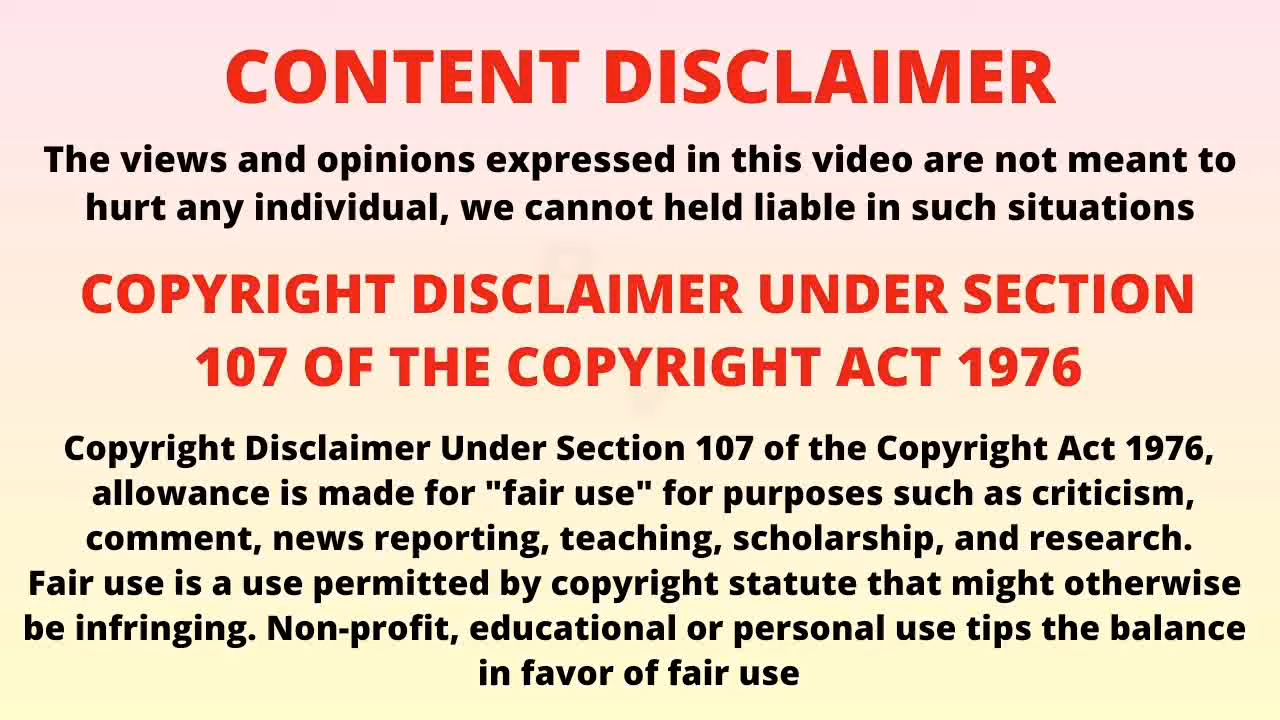 CONTENT DISCLAIMER
The views and opinions expressed in this video are not meant to
hurt any individual, we cannot held liable in such situations
COPYRIGHT DISCLAIMER UNDER SECTION
107 OF THE COPYRIGHT ACT 1976
Copyright Disclaimer Under Section 107 of the Copyright Act 1976,
allowance is made for "fair use" for purposes such as criticism,
comment, news reporting, teaching, scholarship, and research.
Fair use is a use permitted by copyright statute that might otherwise
be infringing. Non-profit, educational or personal use tips the balance
in favor of fair use